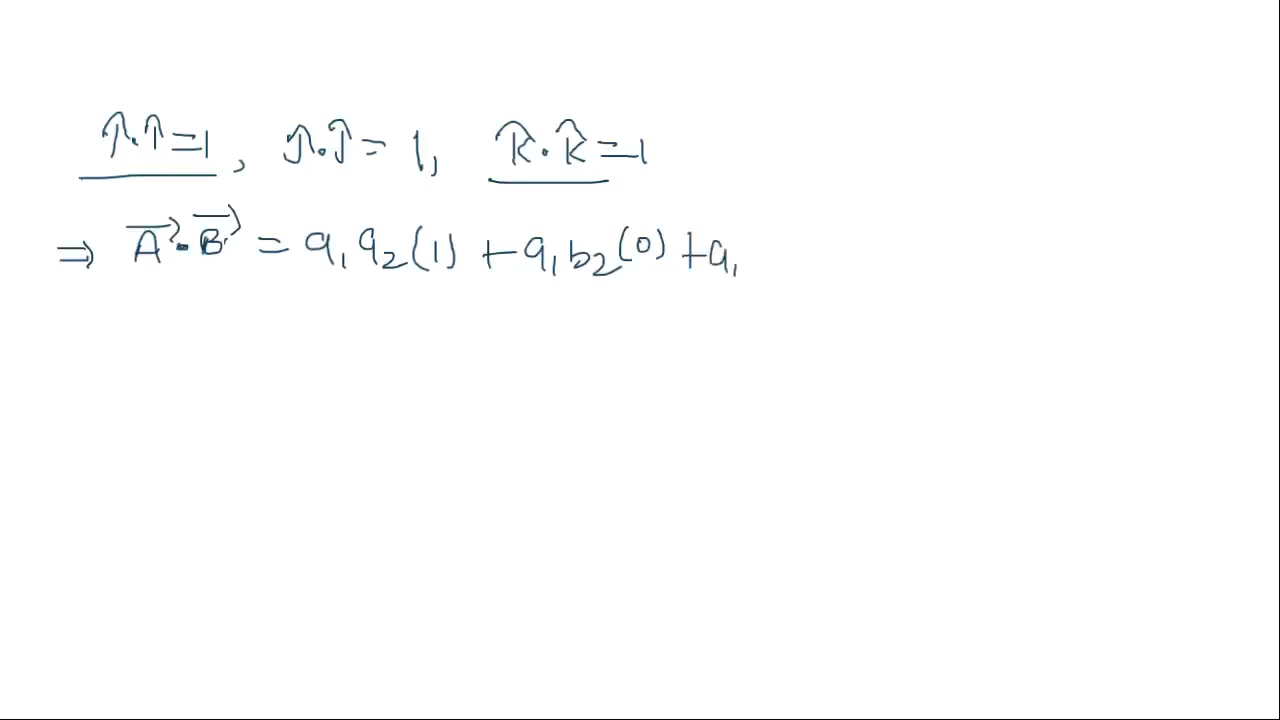 î·î=1, ĵ·ĵ= 1, k̂·k̂=1
⇒ A⃗·B⃗ = a₁a₂(1) + a₁b₂(0) + a₁